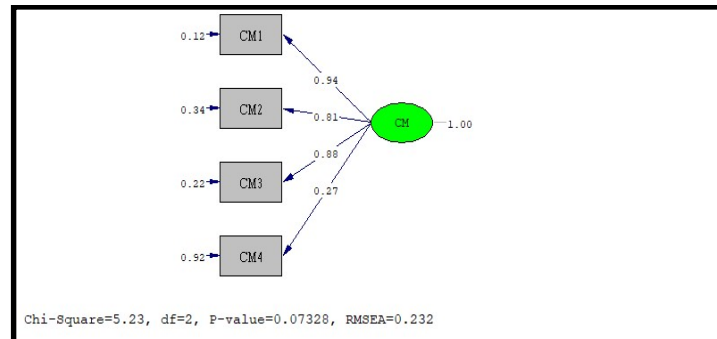 0.12 CM1
0.94
0.34 CM2
0.81
CM 1.00
0.88
0.22 CM3
0.27
0.92 CM4
Chi-Square=5.23, df=2, P-value=0.07328, RMSEA=0.232